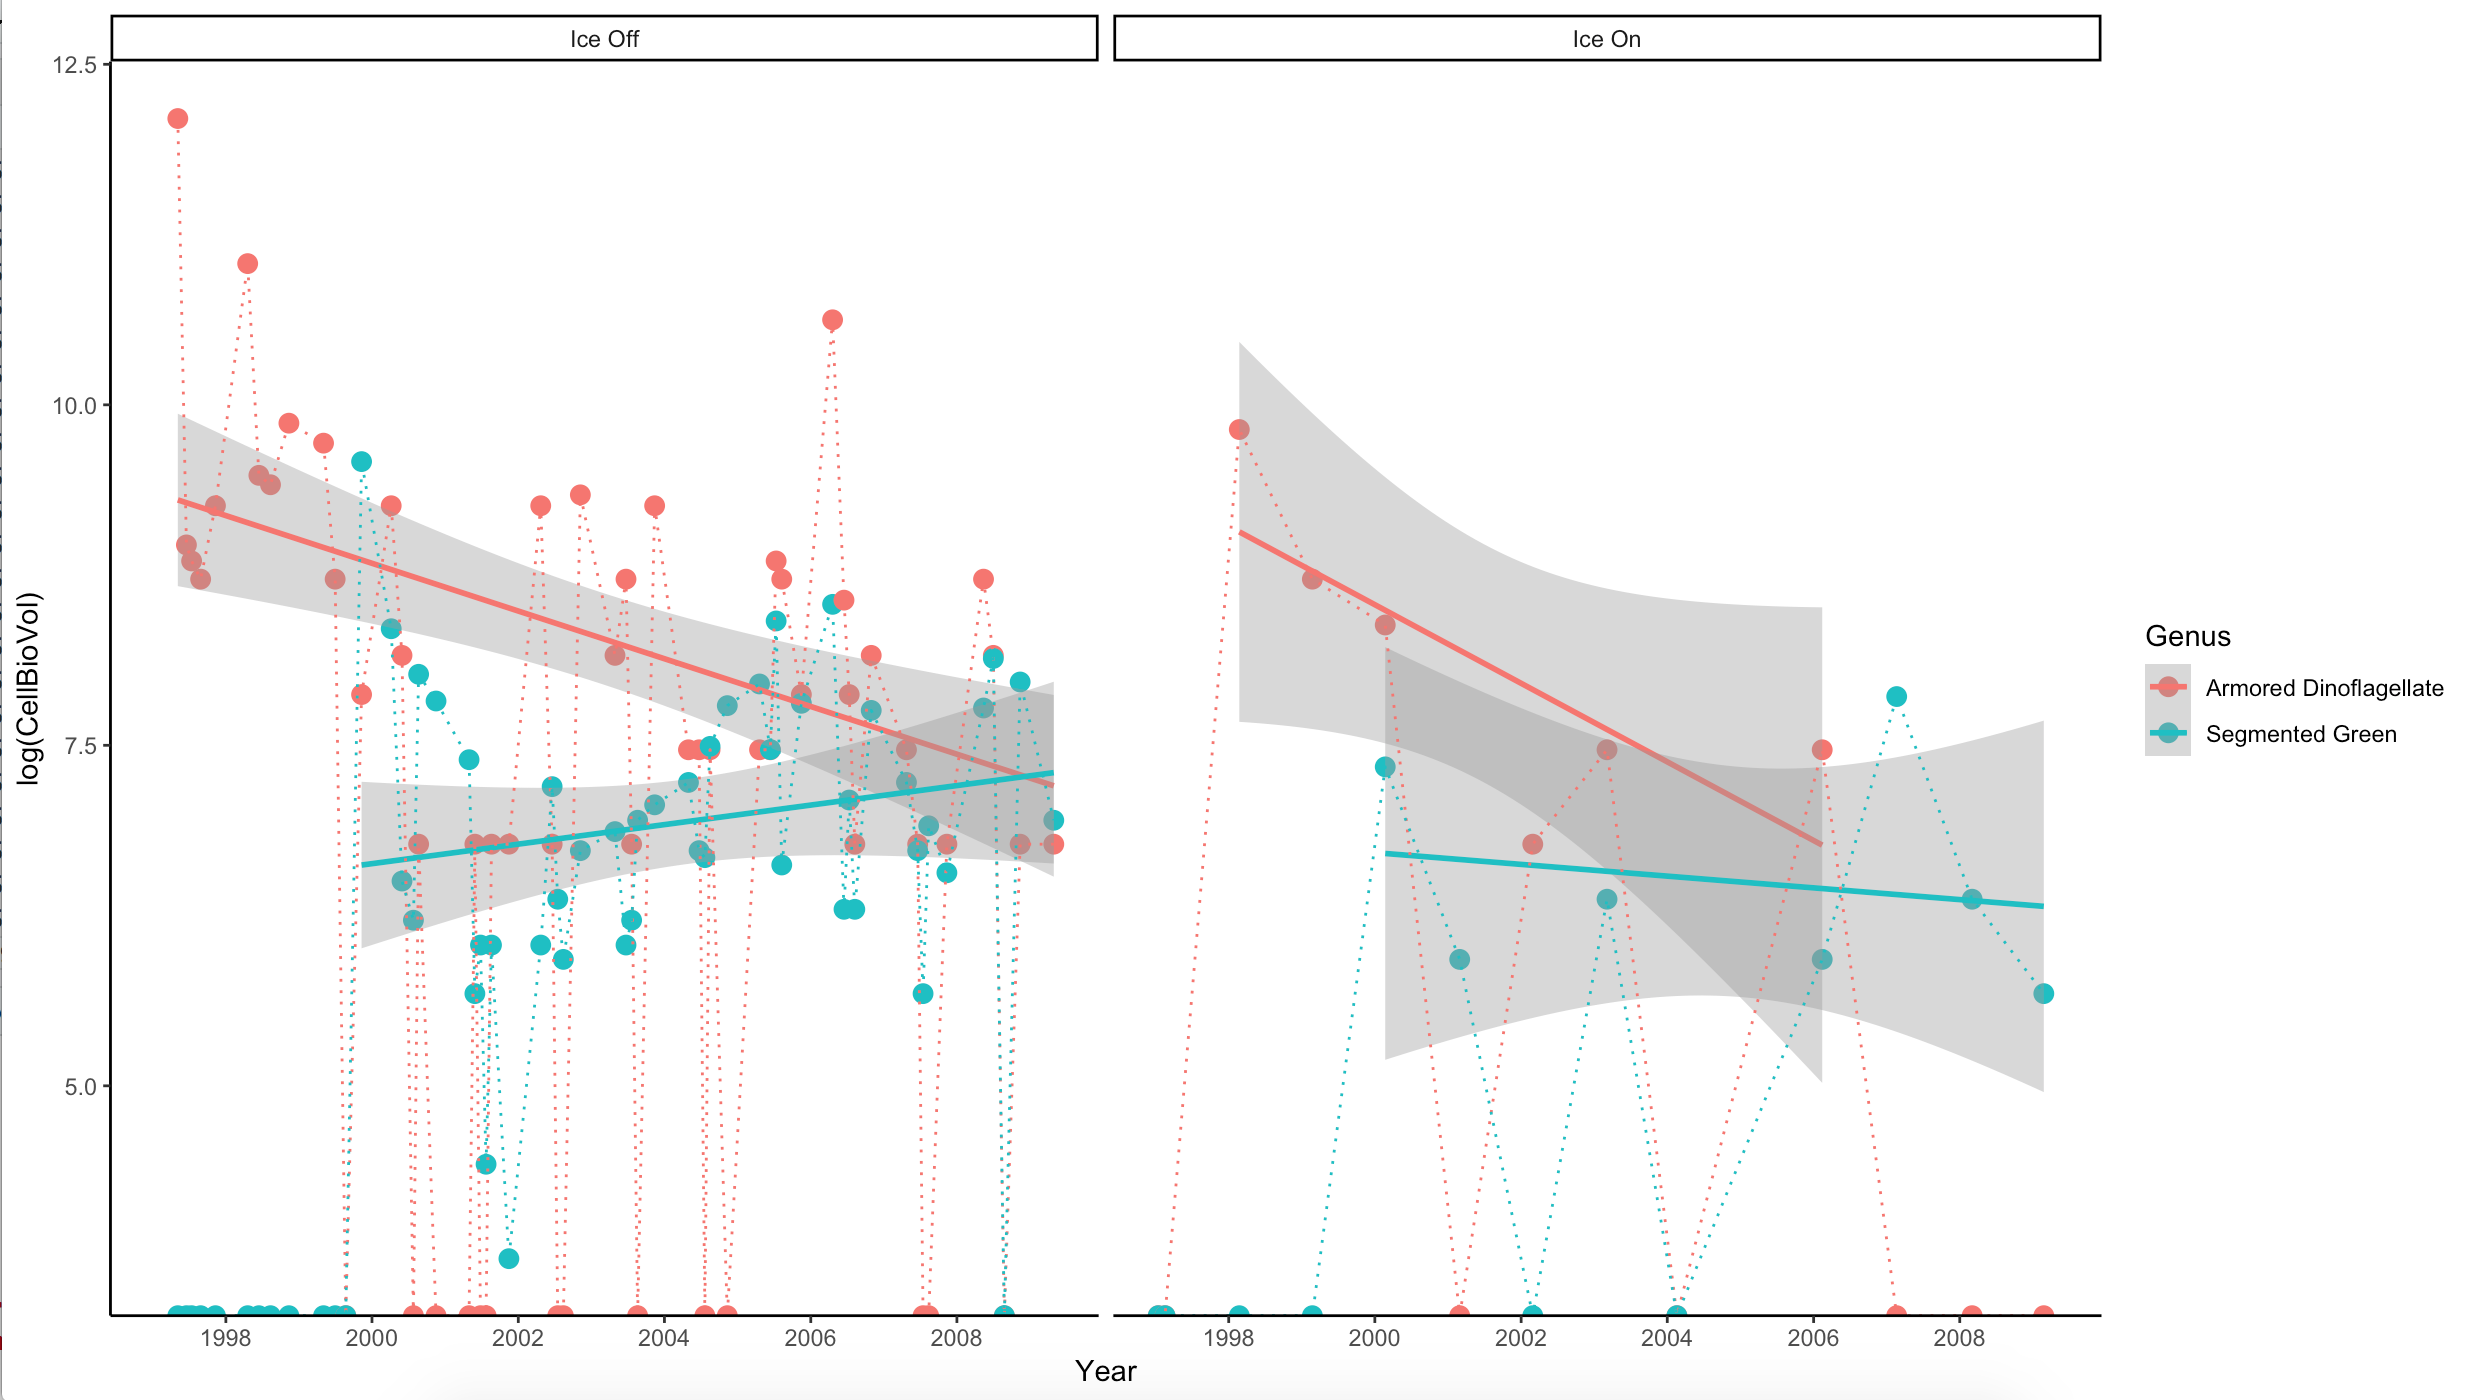 Ice Off
Ice On
12.5
10.0
7.5
5.0
log(CellBioVol)
1998 2000 2002 2004 2006 2008
1998 2000 2002 2004 2006 2008
Year
Genus
Armored Dinoflagellate
Segmented Green